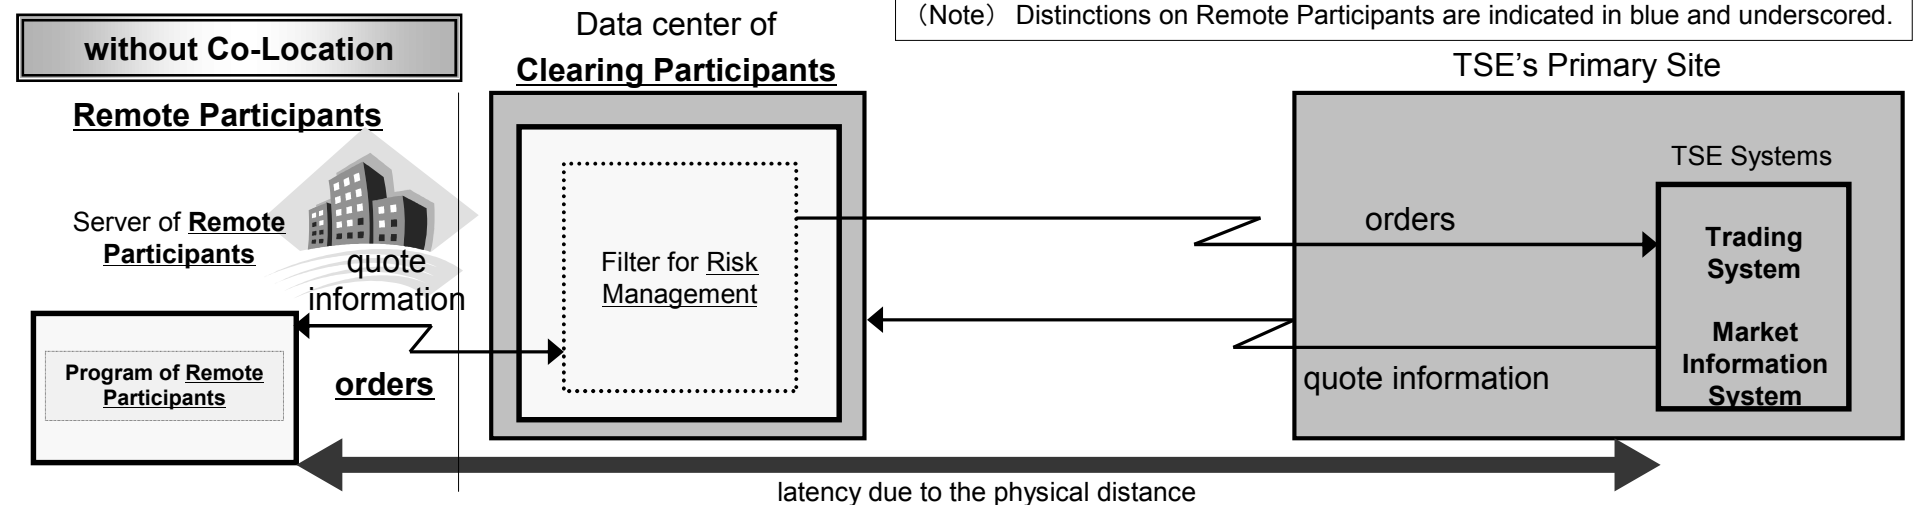 （Note） Distinctions on Remote Participants are indicated in blue and underscored.
without Co-Location
Data center of
Clearing Participants
TSE's Primary Site
Remote Participants
Server of Remote
Participants
quote
information
orders
Program of Remote
Participants
Filter for Risk
Management
orders
quote information
TSE Systems
Trading
System
Market
Information
System
latency due to the physical distance